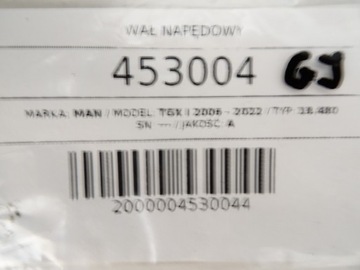 WAŁ NAPĘDOWY
453004 GJ
MARKA: MAN / MODEL: TGX I 2006 - 2022 / TYP: 18.480
SN: --- / JAKOŚĆ: A
2000004530044